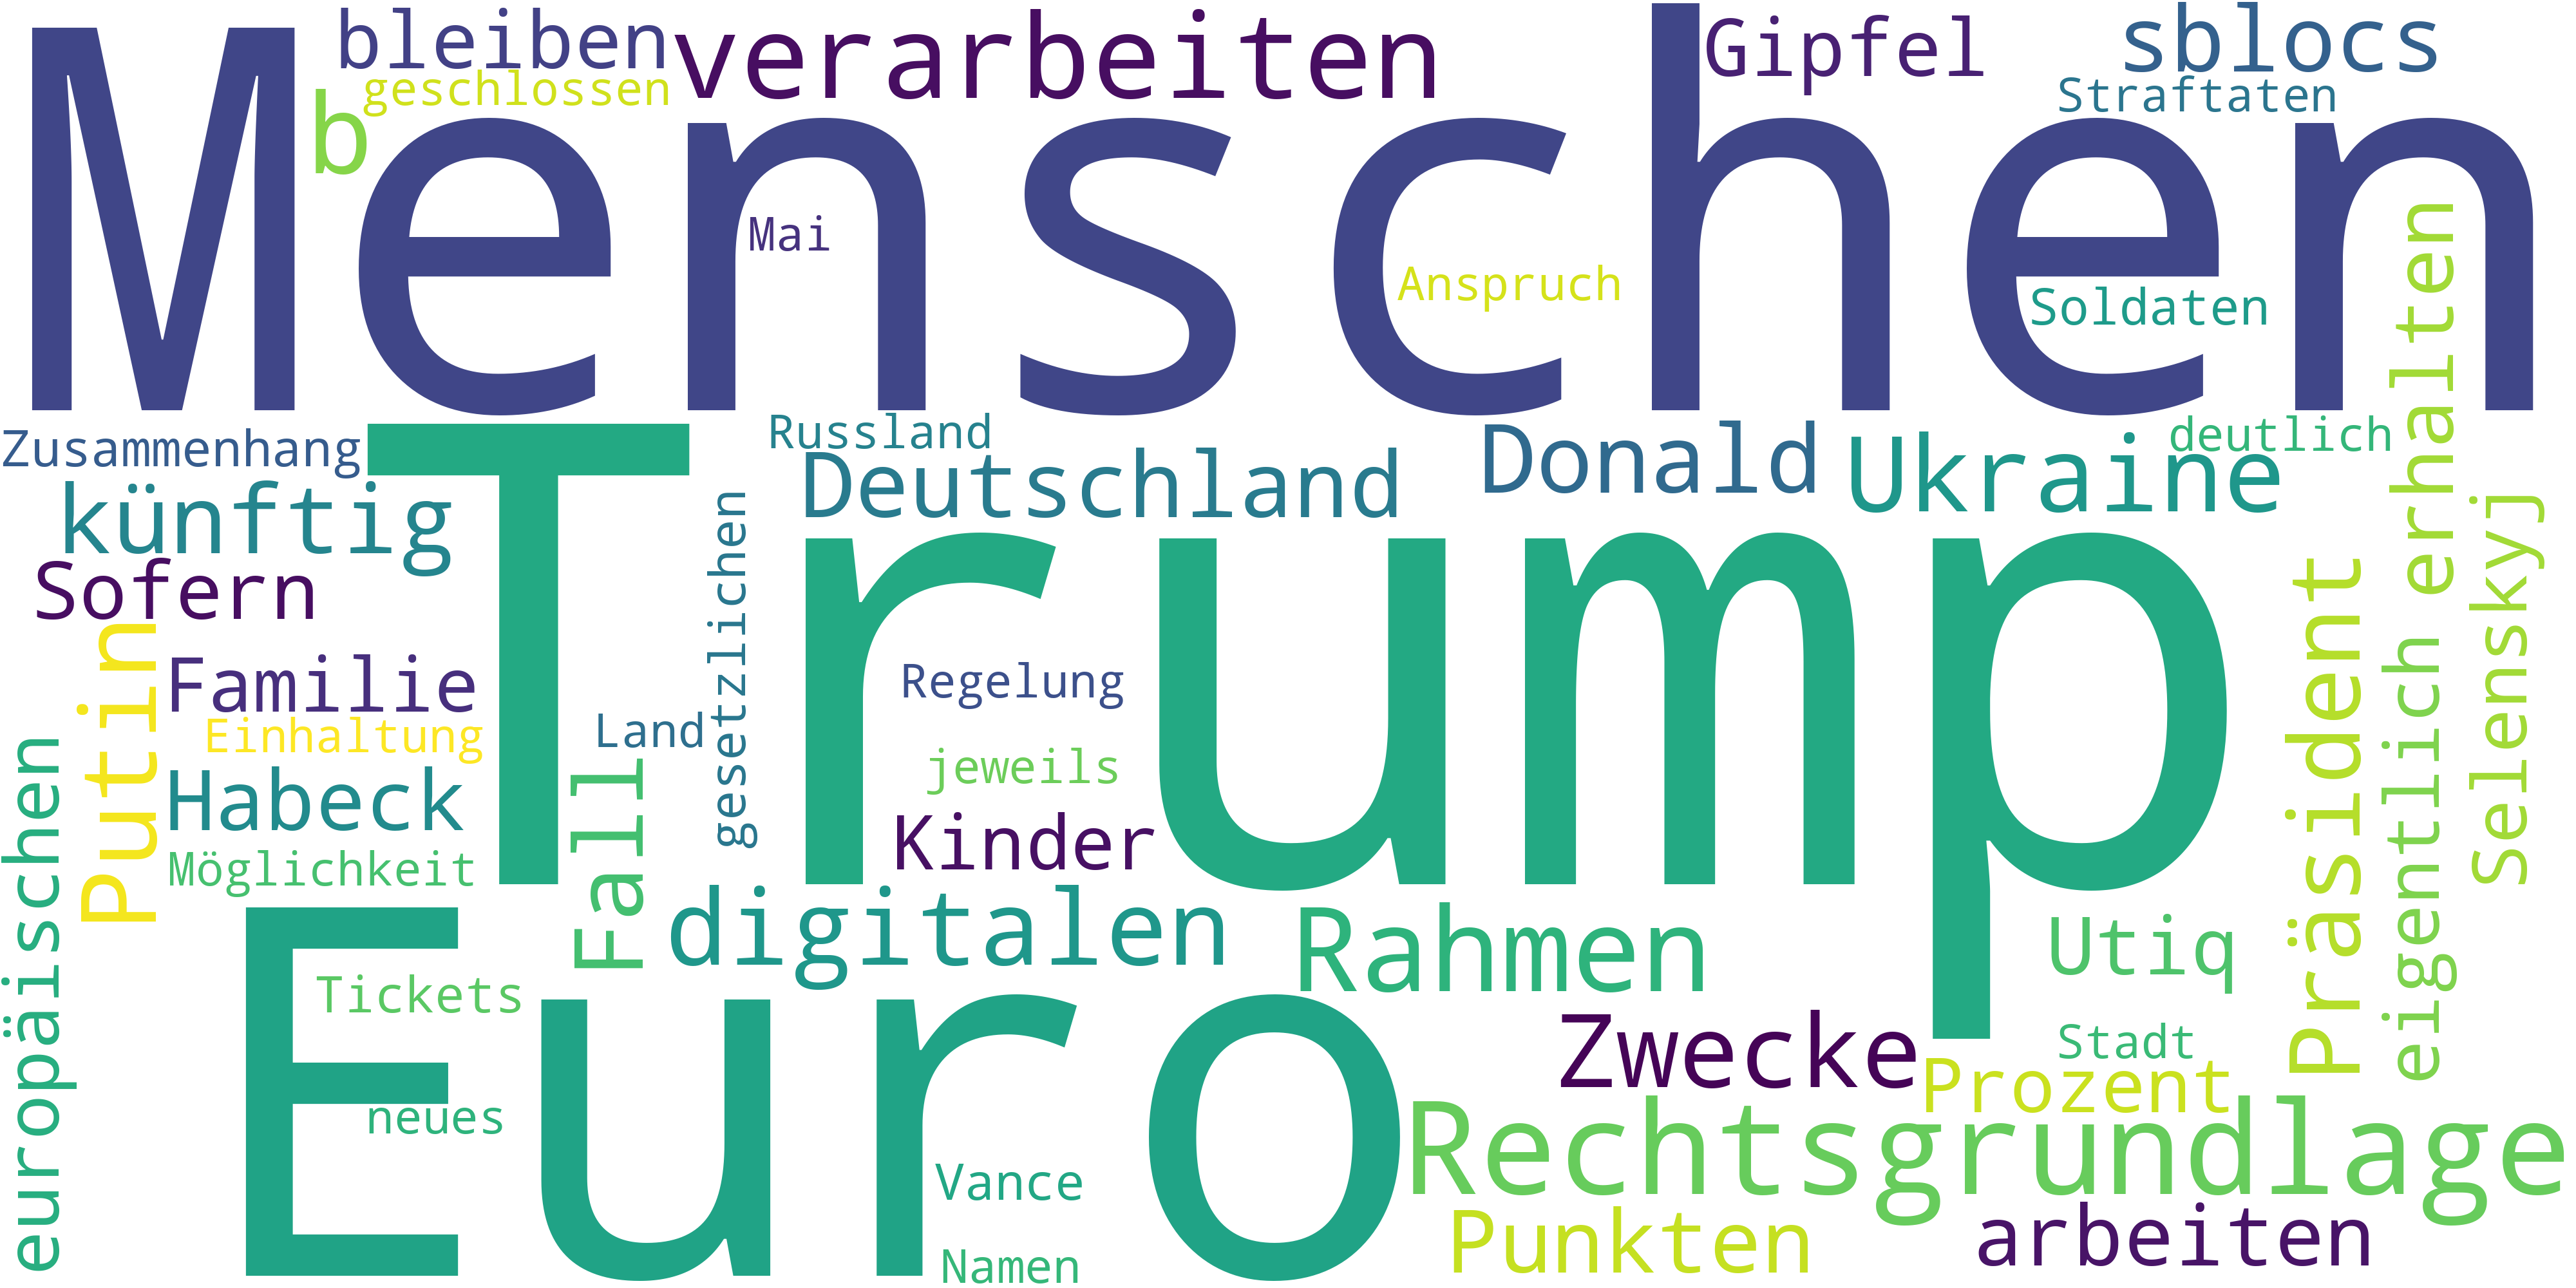 bleiben
verarbeiten
Gipfel
sblocs
geschlossen
Straftaten
b
Menschen
Mai
Anspruch
Soldaten
erhalten
Zusammenhang
Russland
Deutschland
Donald
Ukraine
deutlich
künftig
Trump
Sofern
gesetzlichen
Selenskyj
Putin
Familie
Regelung
Präsident
eigentlich
Einhaltung
Land
jeweils
Habeck
Fall
Kinder
Möglichkeit
europäischen
digitalen
Rahmen
Utiq
Euro
Tickets
Zwecke
Stadt
Prozent
neues
Rechtsgrundlage
Vance
Punkten
arbeiten
Namen